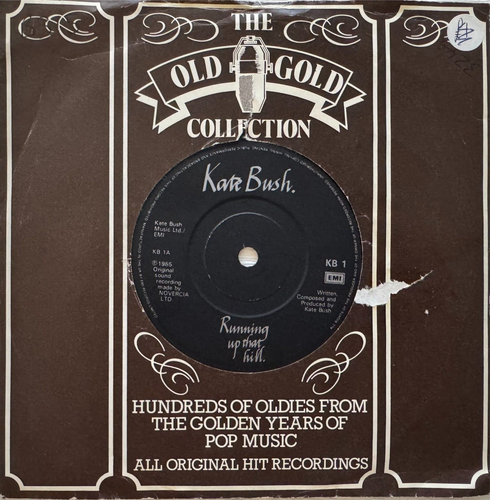 THE
OLD GOLD
COLLECTION
Kate Bush.
Kate Bush
Music Ltd./
EMI
XB 1A
℗ 1985
Original
sound
recording
made by
NOVERCIA
LTD.
KB 1
EMI
Written,
Composed and
Produced by
Kate Bush
Running
up that
hill.
HUNDREDS OF OLDIES FROM
THE GOLDEN YEARS OF
POP MUSIC
ALL ORIGINAL HIT RECORDINGS